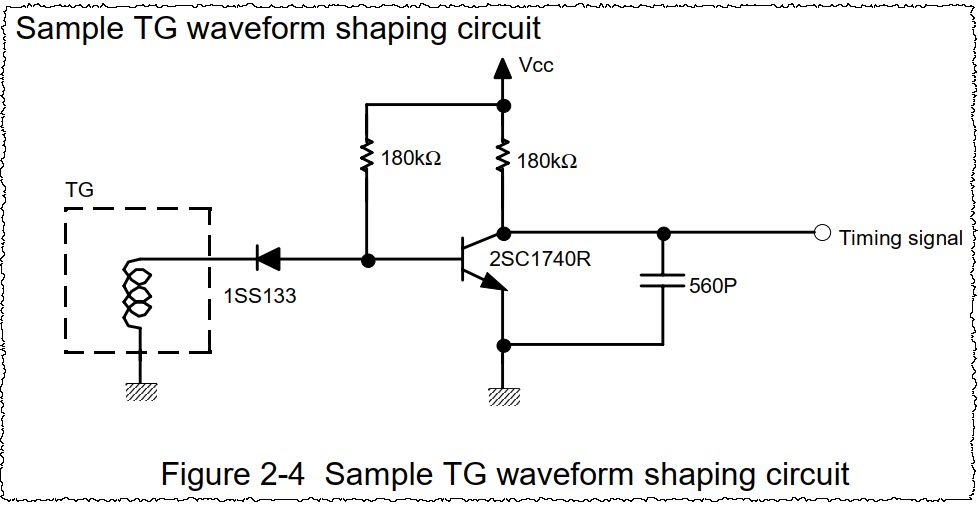 Sample TG waveform shaping circuit
Vcc
180kΩ
180kΩ
TG
Timing signal
2SC1740R
560P
1SS133
Figure 2-4 Sample TG waveform shaping circuit